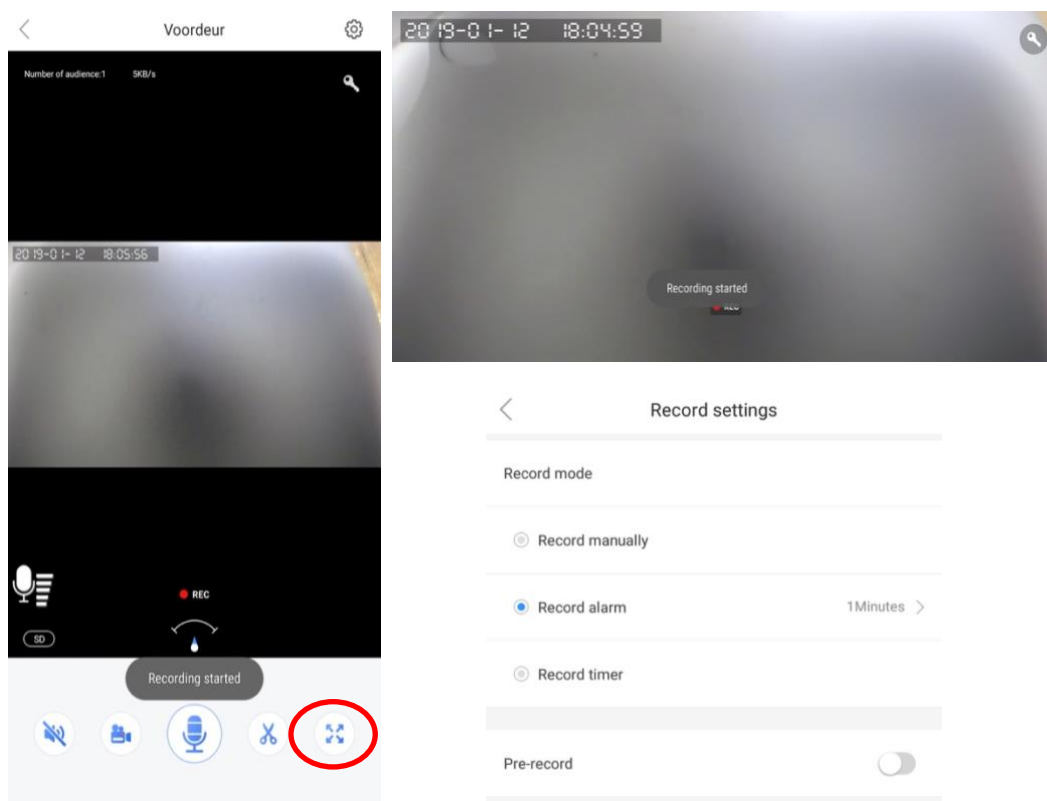 Voordeur
Number of audience:1 5KB/s
2019-01-12 18:05:56
REC
SD
Recording started
2019-01-12 18:04:59
Recording started
REC
Record settings
Record mode
Record manually
Record alarm 1Minutes
Record timer
Pre-record